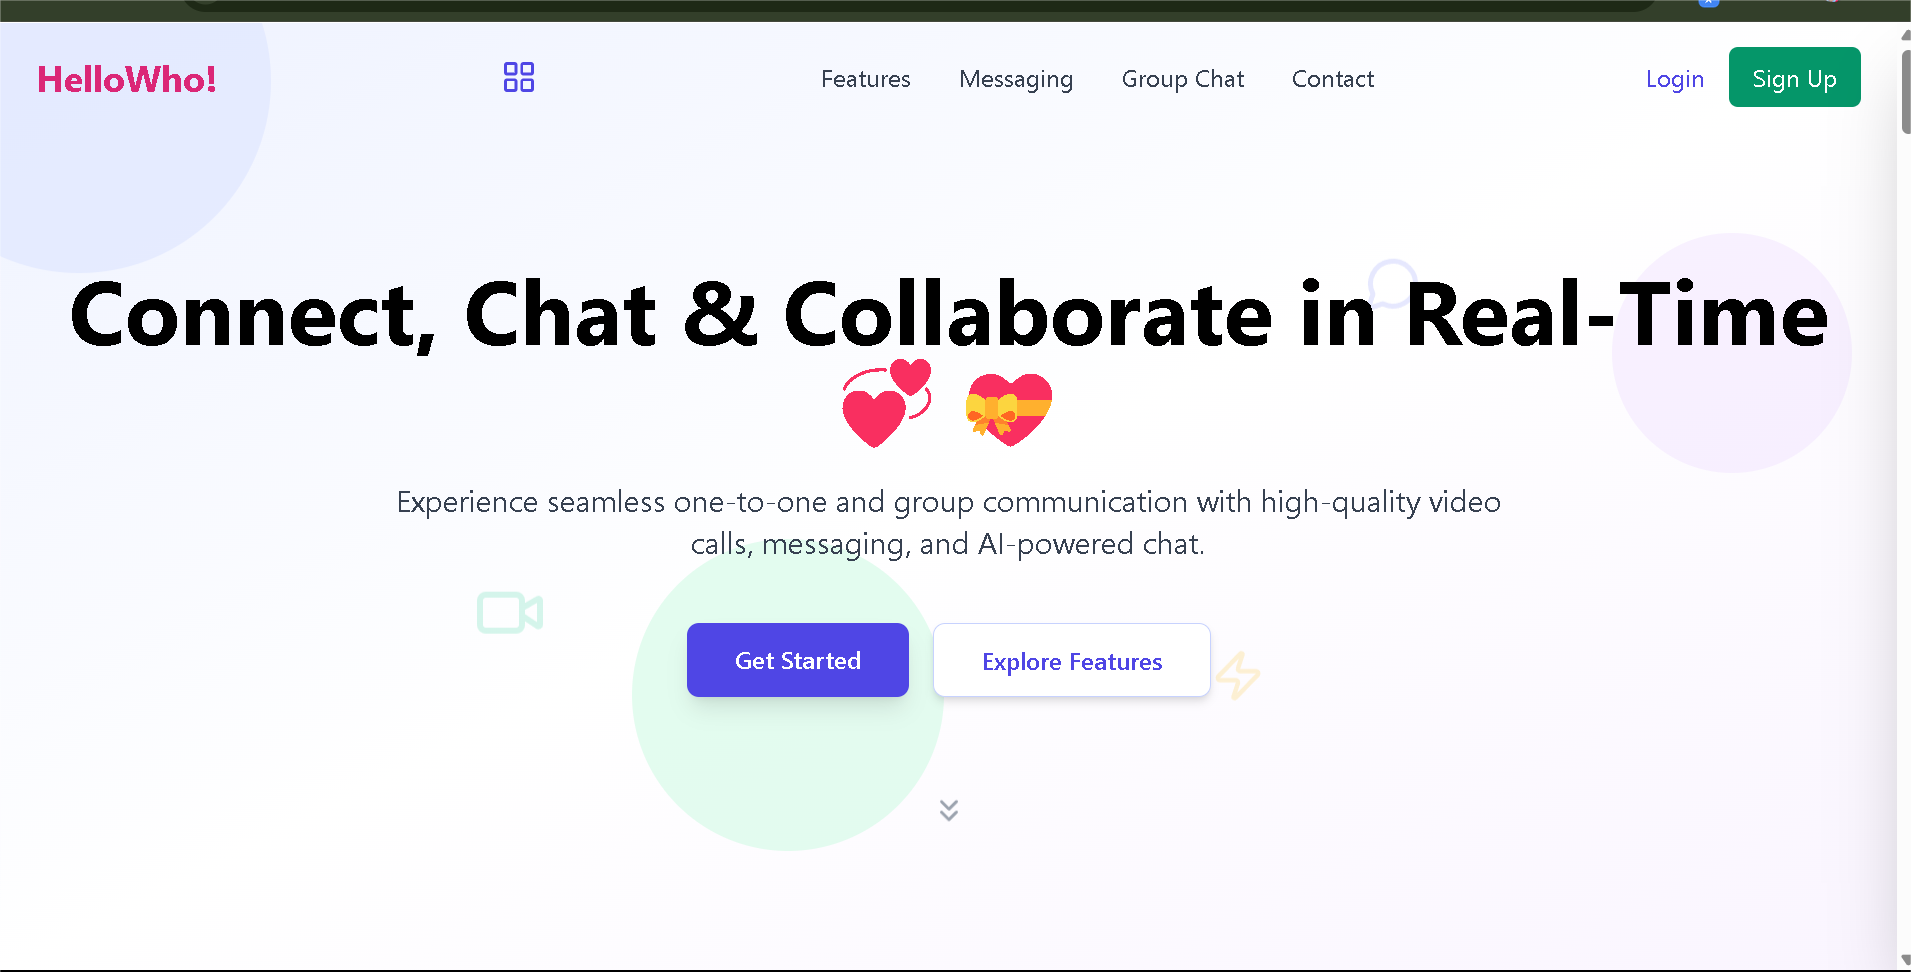 HelloWho!
Features
Messaging
Group Chat
Contact
Login
Sign Up
Connect, Chat & Collaborate in Real-Time
💞 💝
Experience seamless one-to-one and group communication with high-quality video
calls, messaging, and AI-powered chat.
Get Started
Explore Features